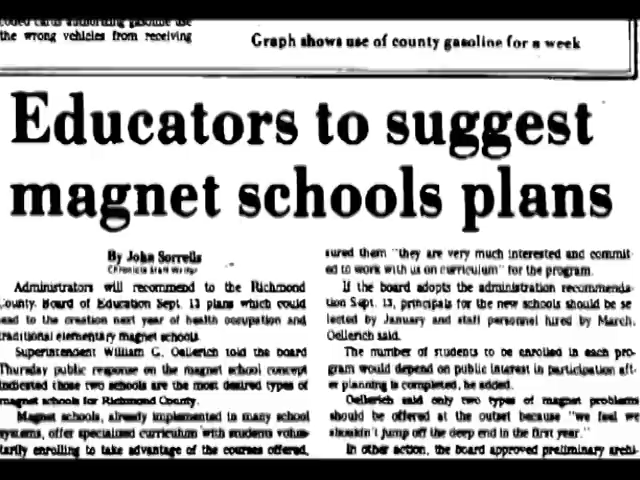 coded cards authorizing gasoline use
the wrong vehicles from receiving
Graph shows use of county gasoline for a week
Educators to suggest
magnet schools plans
By John Sorrells
Chronicle Staff Writer
Administrators will recommend to the Richmond
County. Board of Education Sept. 13 plans which could
ead to the creation next year of health occupation and
traditional elementary magnet schools.
Superintendent William G. Oellerich told the board
Thursday public response on the magnet school concept
indicated those two schools are the most desired types of
magnet schools for Richmond County.
Magnet schools, already implemented in many school
systems, offer specialized curriculum with students volun-
tarily enrolling to take advantage of the courses offered,
sured them "they are very much interested and commit-
ed to work with us on curriculum" for the program.
If the board adopts the administration recommenda-
tion Sept. 13, principals for the new schools should be se-
lected by January and staff personnel hired by March,
Oellerich said.
The number of students to be enrolled in each pro-
gram would depend on public interest in participation aft-
er planning is completed, he added.
Oellerich said only two types of magnet problems
should be offered at the outset because "we feel we
shouldn't jump off the deep end in the first year."
In other action, the board approved preliminary archi-